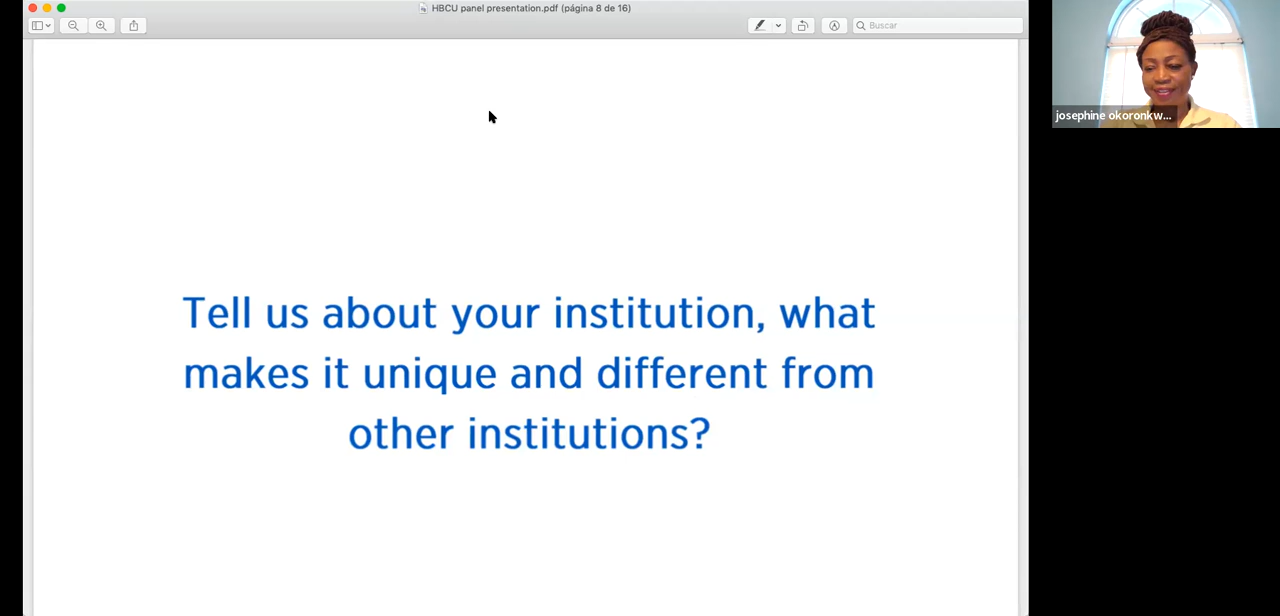 HBCU panel presentation.pdf (página 8 de 16)
Buscar
josephine okoronkw...
Tell us about your institution, what
makes it unique and different from
other institutions?